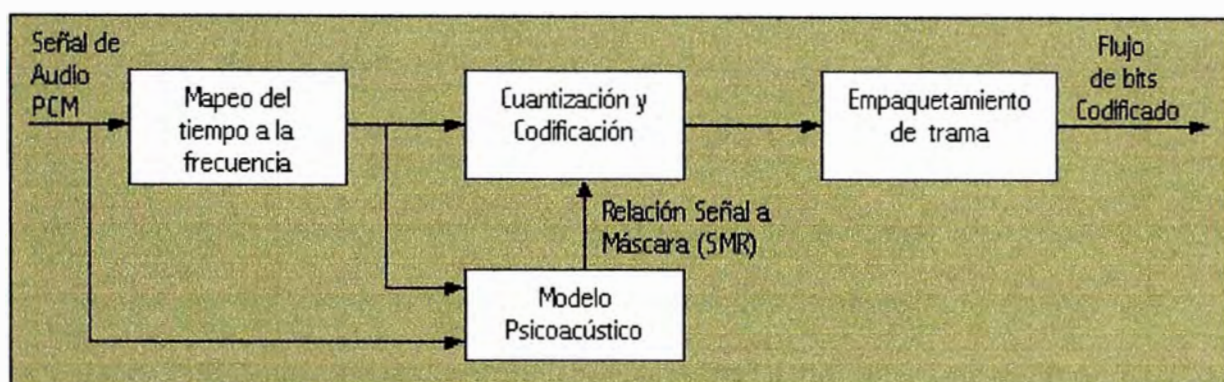 Señal de
Audio
PCM
Mapeo del
tiempo a la
frecuencia
Cuantización y
Codificación
Empaquetamiento
de trama
Flujo
de bits
Codificado
Relación Señal a
Máscara (SMR)
Modelo
Psicoacústico